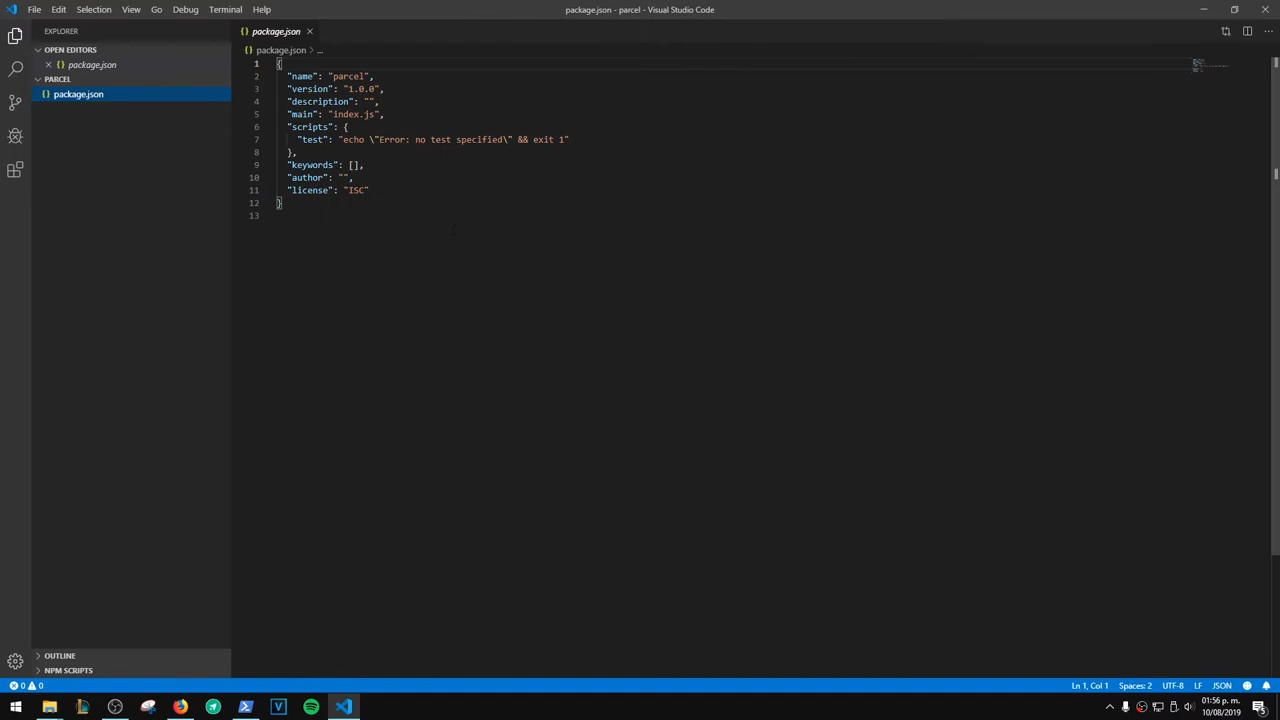 File Edit Selection View Go Debug Terminal Help
package.json - parcel - Visual Studio Code
EXPLORER
OPEN EDITORS
package.json
PARCEL
{} package.json
OUTLINE
NPM SCRIPTS
{} package.json
{} package.json > ...
1 {
2 "name": "parcel",
3 "version": "1.0.0",
4 "description": "",
5 "main": "index.js",
6 "scripts": {
7 "test": "echo \"Error: no test specified\" && exit 1"
8 },
9 "keywords": [],
10 "author": "",
11 "license": "ISC"
12 }
13
0 0
Ln 1, Col 1 Spaces: 2 UTF-8 LF JSON
01:56 p. m.
10/08/2019